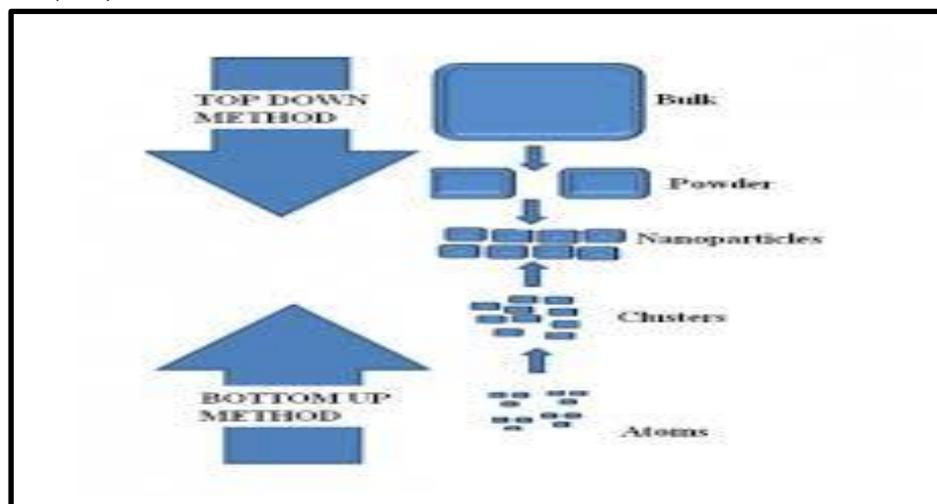 TOP DOWN
METHOD
Bulk
Powder
Nanoparticles
Clusters
BOTTOM UP
METHOD
Atoms